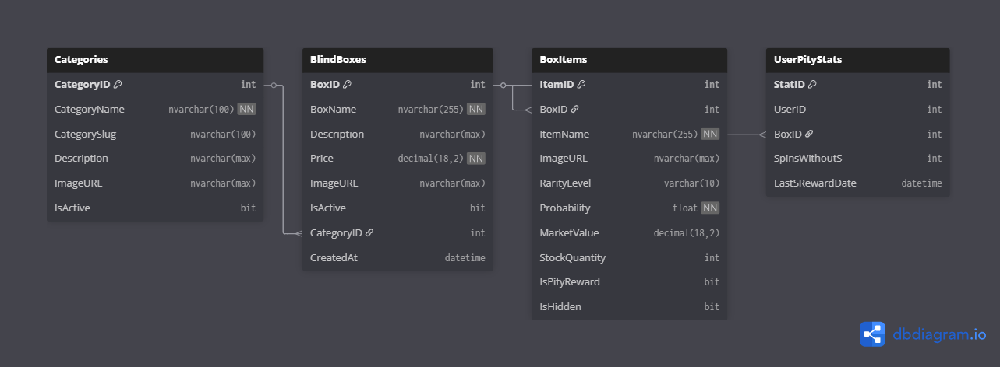 Categories
CategoryID int
CategoryName nvarchar(100) NN
CategorySlug nvarchar(100)
Description nvarchar(max)
ImageURL nvarchar(max)
IsActive bit
BlindBoxes
BoxID int
BoxName nvarchar(255) NN
Description nvarchar(max)
Price decimal(18,2) NN
ImageURL nvarchar(max)
IsActive bit
CategoryID int
CreatedAt datetime
BoxItems
ItemID int
BoxID int
ItemName nvarchar(255) NN
ImageURL nvarchar(max)
RarityLevel varchar(10)
Probability float NN
MarketValue decimal(18,2)
StockQuantity int
IsPityReward bit
IsHidden bit
UserPityStats
StatID int
UserID int
BoxID int
SpinsWithoutS int
LastSRewardDate datetime
dbdiagram.io